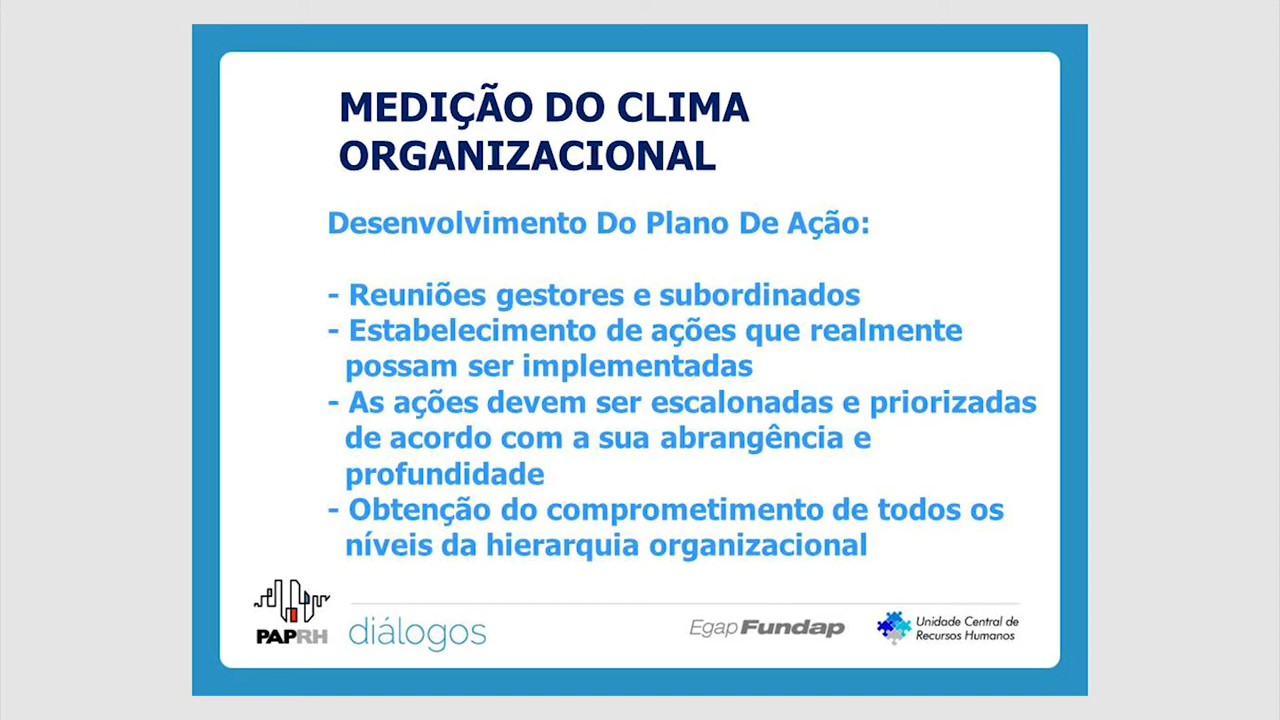 MEDIÇÃO DO CLIMA
ORGANIZACIONAL
Desenvolvimento Do Plano De Ação:
- Reuniões gestores e subordinados
- Estabelecimento de ações que realmente
possam ser implementadas
- As ações devem ser escalonadas e priorizadas
de acordo com a sua abrangência e
profundidade
- Obtenção do comprometimento de todos os
níveis da hierarquia organizacional
PAPRH
diálogos
Egap Fundap
Unidade Central de
Recursos Humanos